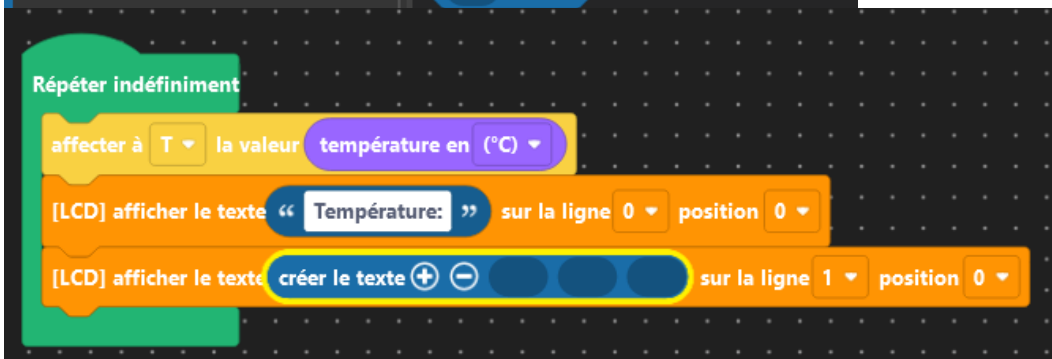 Répéter indéfiniment
affecter à T la valeur température en (°C)
[LCD] afficher le texte “ Température: ” sur la ligne 0 position 0
[LCD] afficher le texte créer le texte + - sur la ligne 1 position 0